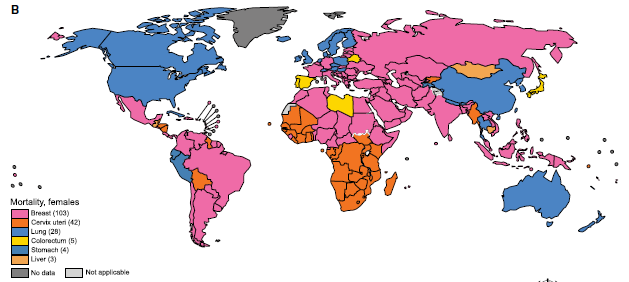 B
Mortality, females
Breast (103)
Cervix uteri (42)
Lung (28)
Colorectum (5)
Stomach (4)
Liver (3)
No data
Not applicable